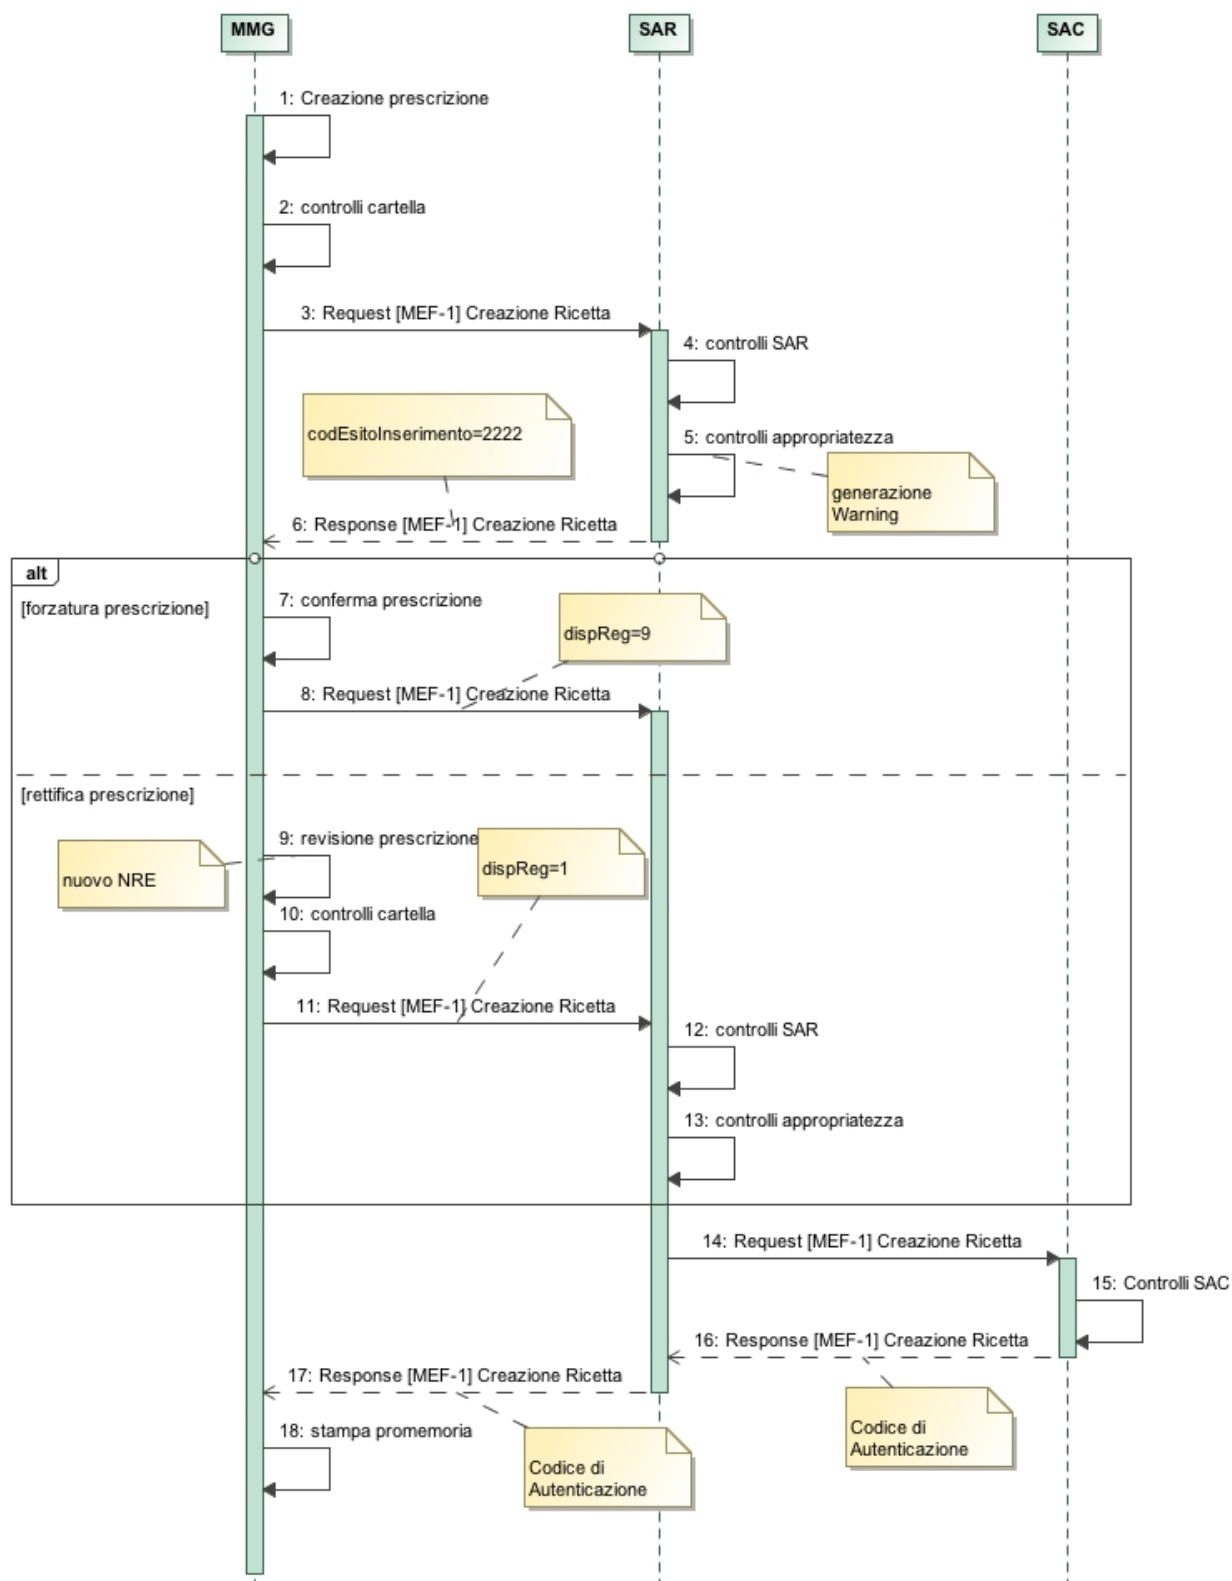 MMG
SAR
SAC
1: Creazione prescrizione
2: controlli cartella
3: Request [MEF-1] Creazione Ricetta
4: controlli SAR
codEsitoInserimento=2222
5: controlli appropriatezza
generazione
Warning
6: Response [MEF-1] Creazione Ricetta
alt
[forzatura prescrizione]
7: conferma prescrizione
dispReg=9
8: Request [MEF-1] Creazione Ricetta
[rettifica prescrizione]
9: revisione prescrizione
nuovo NRE
dispReg=1
10: controlli cartella
11: Request [MEF-1] Creazione Ricetta
12: controlli SAR
13: controlli appropriatezza
14: Request [MEF-1] Creazione Ricetta
15: Controlli SAC
16: Response [MEF-1] Creazione Ricetta
17: Response [MEF-1] Creazione Ricetta
Codice di
Autenticazione
18: stampa promemoria
Codice di
Autenticazione